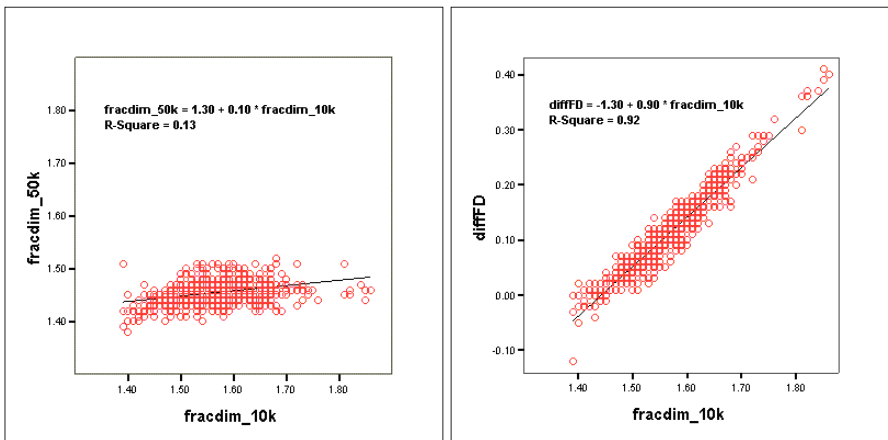 fracdim_50k = 1.30 + 0.10 * fracdim_10k
R-Square = 0.13
1.80
1.70
1.60
1.50
1.40
fracdim_50k
1.40 1.50 1.60 1.70 1.80
fracdim_10k
diffFD = -1.30 + 0.90 * fracdim_10k
R-Square = 0.92
0.40
0.30
0.20
0.10
0.00
-0.10
diffFD
1.40 1.50 1.60 1.70 1.80
fracdim_10k